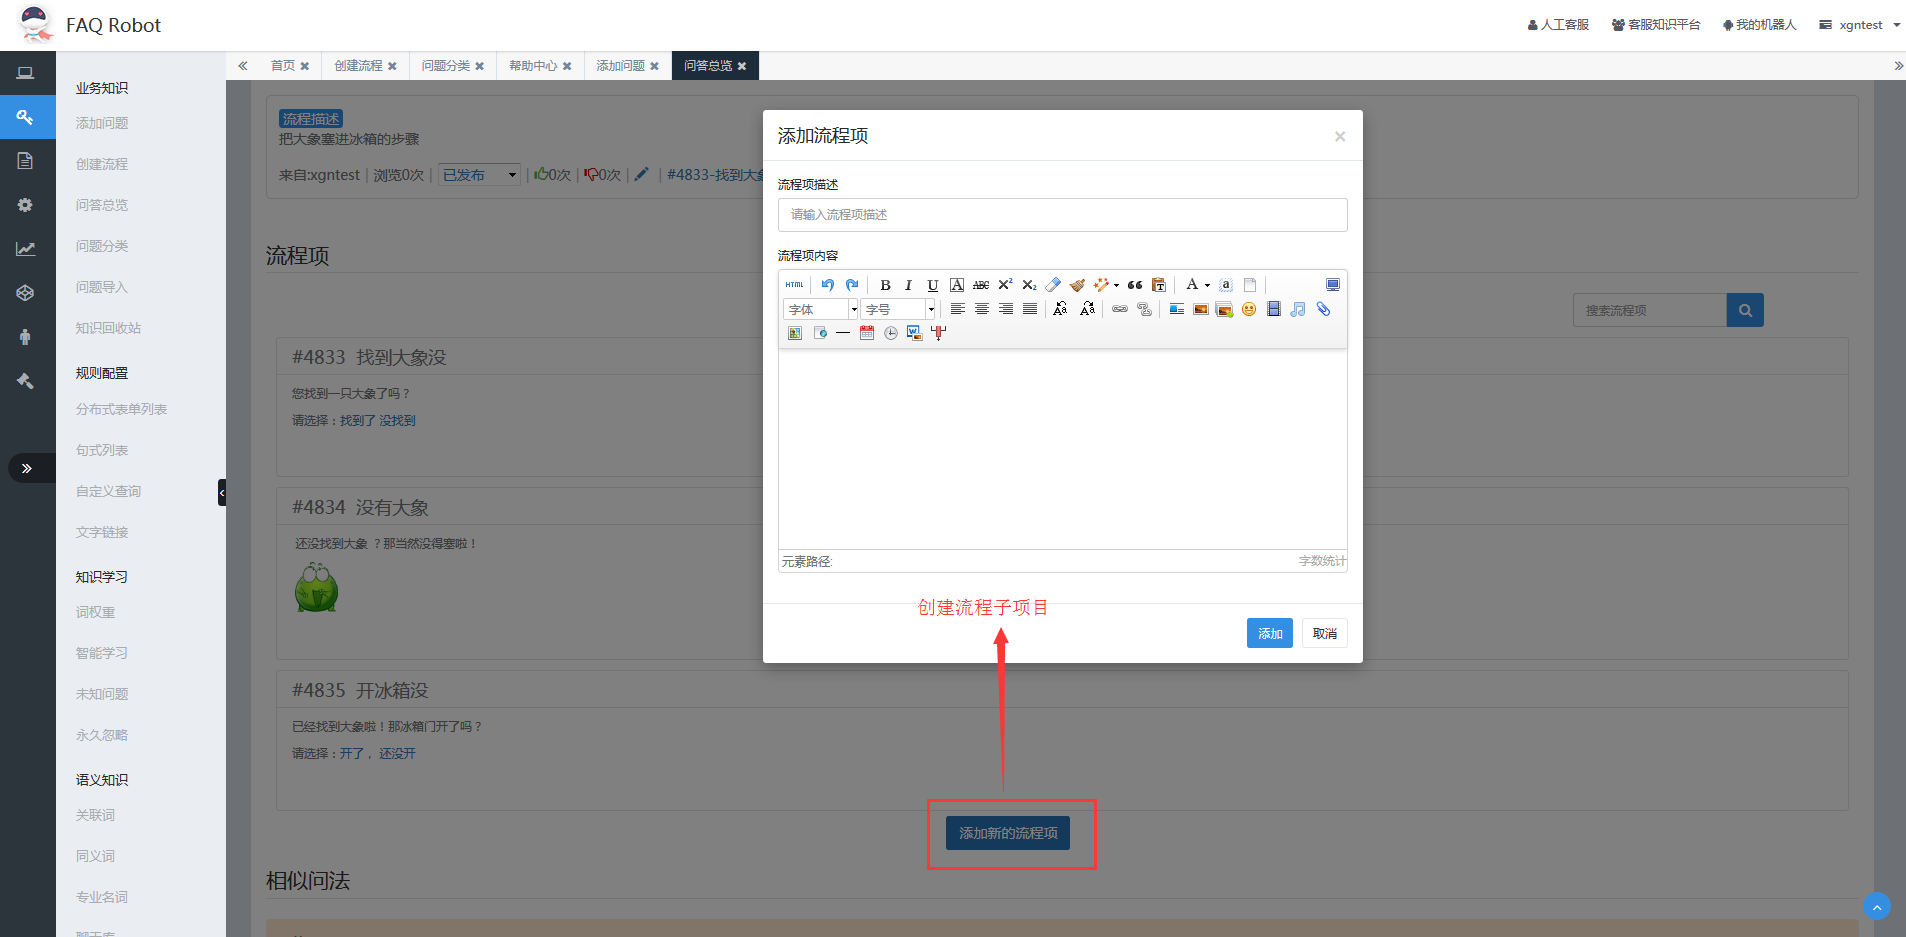 FAQ Robot
人工客服 客服知识平台 我的机器人 xgntest
首页 创建流程 问题分类 帮助中心 添加问题 问答总览
业务知识
添加问题
创建流程
问答总览
问题分类
问题导入
知识回收站
规则配置
分布式表单列表
句式列表
自定义查询
文字链接
知识学习
词权重
智能学习
未知问题
永久忽略
语义知识
关联词
同义词
专业名词
流程描述
把大象塞进冰箱的步骤
来自:xgntest | 浏览0次 | 已发布 | 0次 | 0次 | | #4833-找到大象
流程项
搜索流程项
#4833 找到大象没
您找到一只大象了吗？
请选择：找到了 没找到
#4834 没有大象
还没找到大象 ？那当然没得塞啦！
#4835 开冰箱没
已经找到大象啦！那冰箱门开了吗？
请选择：开了， 还没开
添加新的流程项
相似问法
添加流程项
×
流程项描述
请输入流程项描述
流程项内容
HTML B I U A ABC X² X₂ A a
字体 字号
元素路径:
字数统计
创建流程子项目
添加 取消